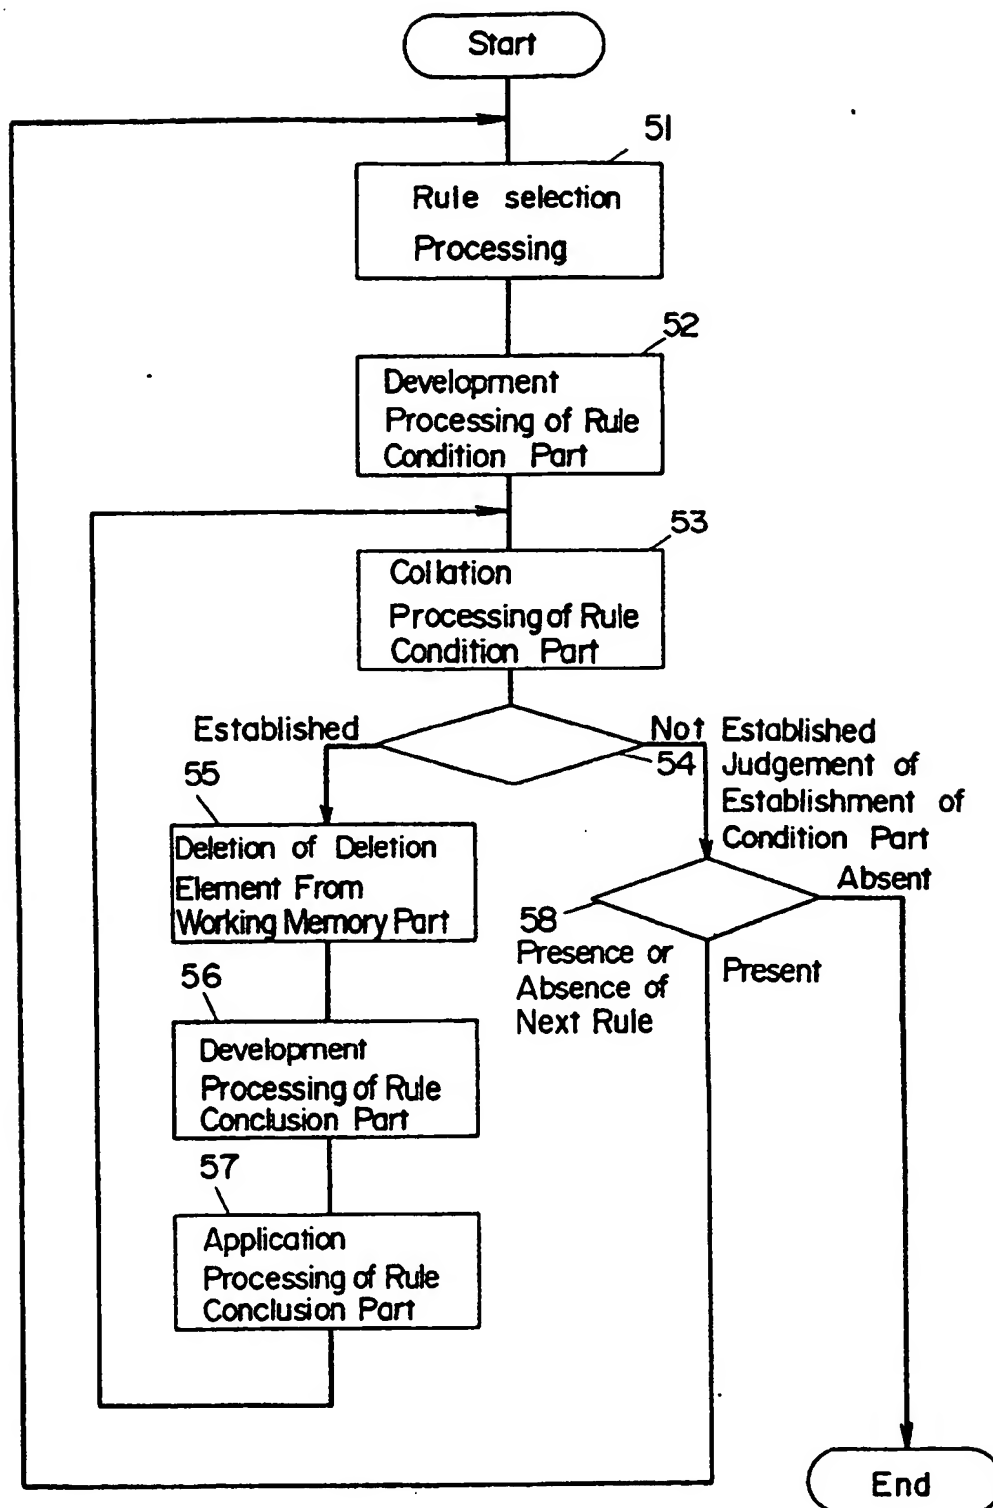 Start
51
Rule selection
Processing
52
Development
Processing of Rule
Condition Part
53
Collation
Processing of Rule
Condition Part
Established
Not Established
54
Judgement of
Establishment of
Condition Part
55
Deletion of Deletion
Element From
Working Memory Part
Absent
58
Presence or
Absence of
Next Rule
Present
56
Development
Processing of Rule
Conclusion Part
57
Application
Processing of Rule
Conclusion Part
End